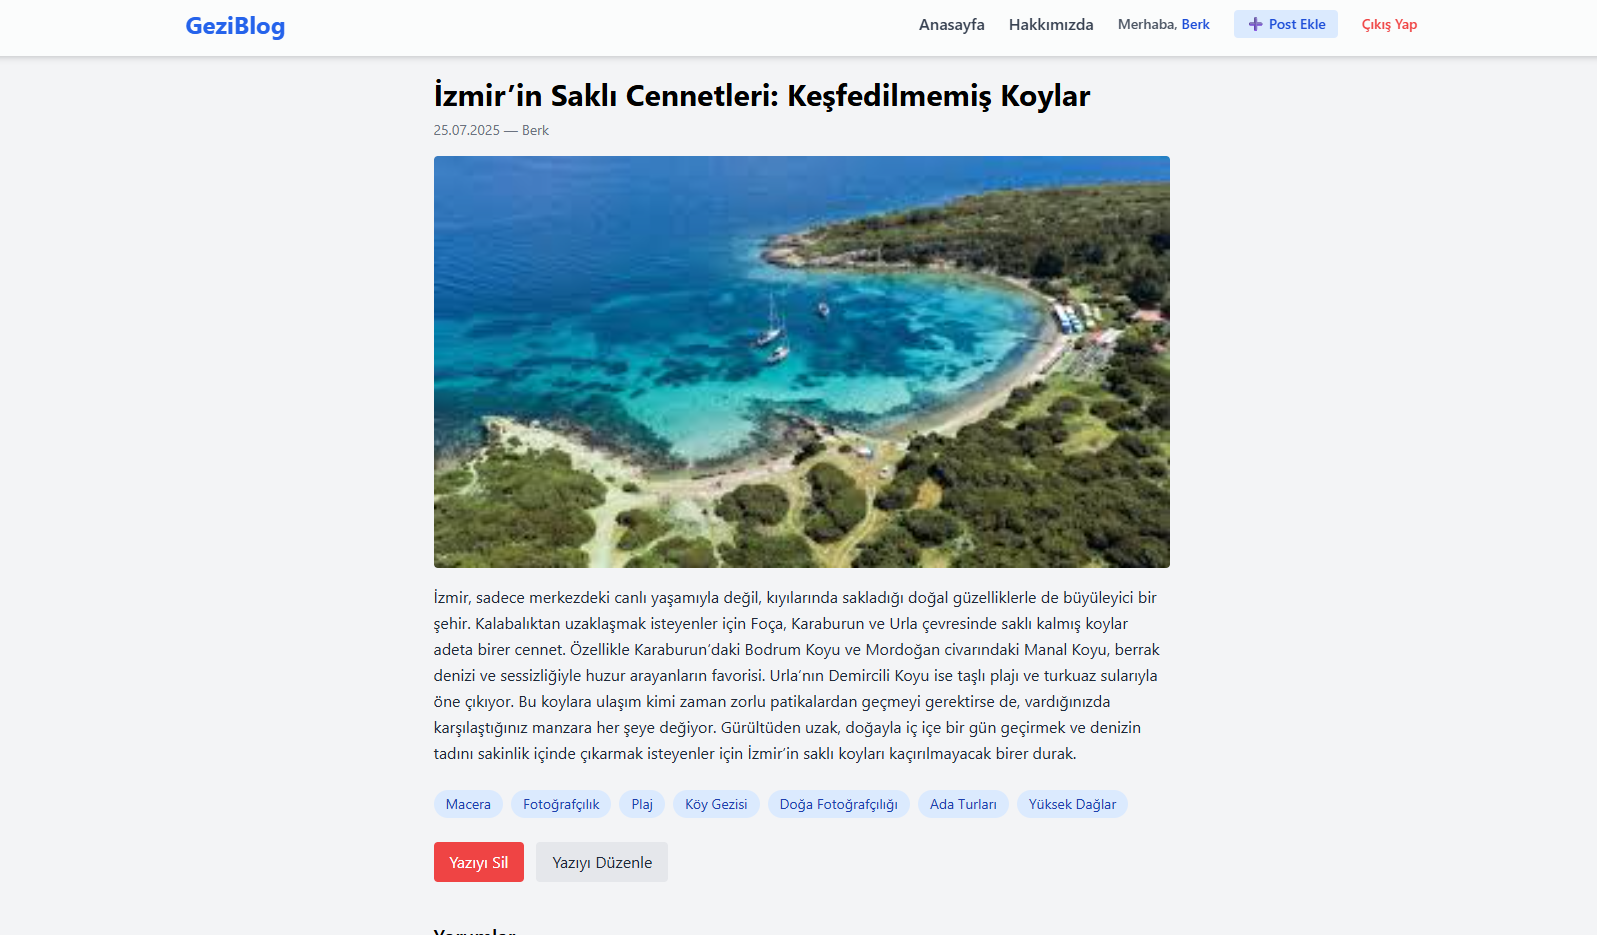 GeziBlog
Anasayfa Hakkımızda Merhaba, Berk Post Ekle Çıkış Yap
İzmir’in Saklı Cennetleri: Keşfedilmemiş Koylar
25.07.2025 — Berk
İzmir, sadece merkezdeki canlı yaşamıyla değil, kıyılarında sakladığı doğal güzelliklerle de büyüleyici bir
şehir. Kalabalıktan uzaklaşmak isteyenler için Foça, Karaburun ve Urla çevresinde saklı kalmış koylar
adeta birer cennet. Özellikle Karaburun’daki Bodrum Koyu ve Mordoğan civarındaki Manal Koyu, berrak
denizi ve sessizliğiyle huzur arayanların favorisi. Urla’nın Demircili Koyu ise taşlı plajı ve turkuaz sularıyla
öne çıkıyor. Bu koylara ulaşım kimi zaman zorlu patikalardan geçmeyi gerektirse de, vardığınızda
karşılaştığınız manzara her şeye değiyor. Gürültüden uzak, doğayla iç içe bir gün geçirmek ve denizin
tadını sakinlik içinde çıkarmak isteyenler için İzmir’in saklı koyları kaçırılmayacak birer durak.
Macera Fotoğrafçılık Plaj Köy Gezisi Doğa Fotoğrafçılığı Ada Turları Yüksek Dağlar
Yazıyı Sil Yazıyı Düzenle